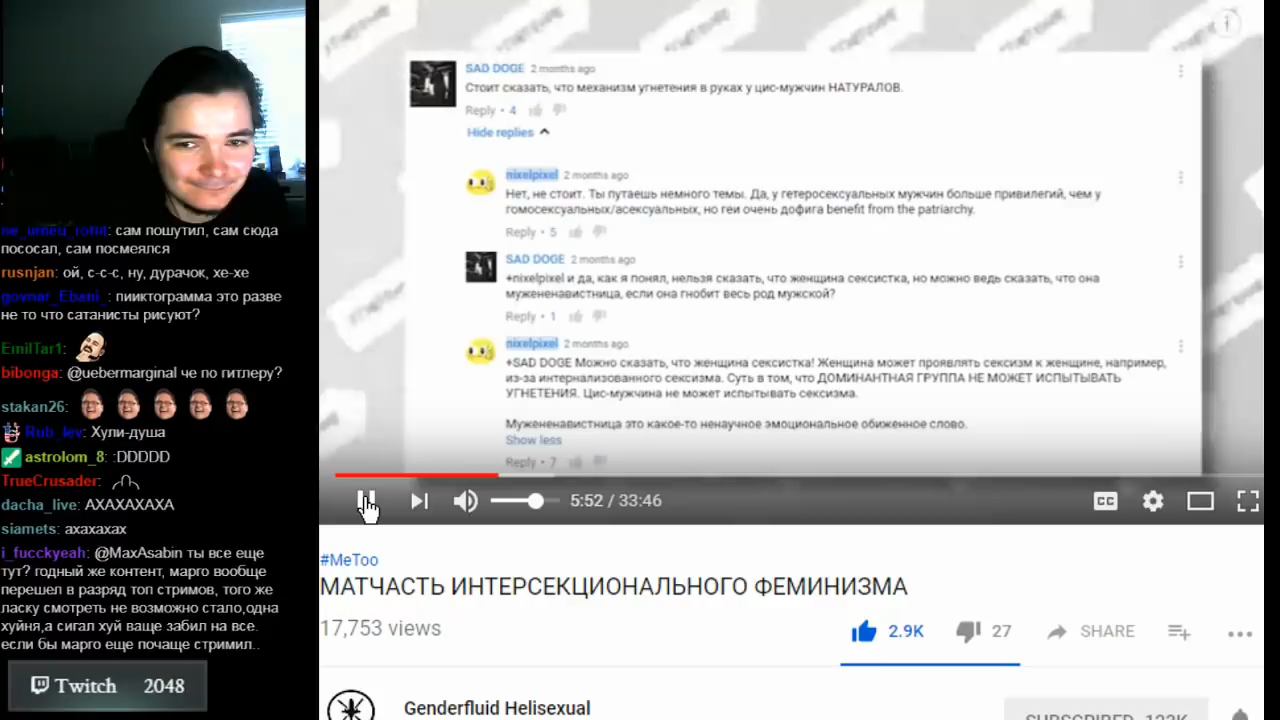 SAD DOGE 2 months ago
Стоит сказать, что механизм угнетения в руках у цис-мужчин НАТУРАЛОВ.
Reply • 4
Hide replies
nixelpixel 2 months ago
Нет, не стоит. Ты путаешь немного темы. Да, у гетеросексуальных мужчин больше привилегий, чем у
гомосексуальных/асексуальных, но геи очень дофига benefit from the patriarchy.
Reply • 5
SAD DOGE 2 months ago
+nixelpixel и да, как я понял, нельзя сказать, что женщина сексистка, но можно ведь сказать, что она
мужененавистница, если она гнобит весь род мужской?
Reply • 1
nixelpixel 2 months ago
+SAD DOGE Можно сказать, что женщина сексистка! Женщина может проявлять сексизм к женщине, например,
из-за интернализованного сексизма. Суть в том, что ДОМИНАНТНАЯ ГРУППА НЕ МОЖЕТ ИСПЫТЫВАТЬ
УГНЕТЕНИЯ. Цис-мужчина не может испытывать сексизма.
Мужененавистница это какое-то ненаучное эмоциональное обиженное слово.
Show less
Reply • 7
5:52 / 33:46
CC
#MeToo
МАТЧАСТЬ ИНТЕРСЕКЦИОНАЛЬНОГО ФЕМИНИЗМА
17,753 views
2.9K
27
SHARE
Genderfluid Helisexual
SUBSCRIBED 123K
ne_umeu_roflit: сам пошутил, сам сюда
пососал, сам посмеялся
rusnjan: ой, с-с-с, ну, дурачок, хе-хе
govnar_Ebani_: пииктограмма это разве
не то что сатанисты рисуют?
EmilTar1:
bibonga: @uebermarginal че по гитлеру?
stakan26:
Rub_lev: Хули-душа
astrolom_8: :DDDDD
TrueCrusader:
dacha_live: АХАХАХАХА
siamets: ахахахах
i_fucckyeah: @MaxAsabin ты все еще
тут? годный же контент, марго вообще
перешел в разряд топ стримов, того же
ласку смотреть не возможно стало,одна
хуйня,а сигал хуй ваще забил на все.
если бы марго еще почаще стримил..
Twitch 2048